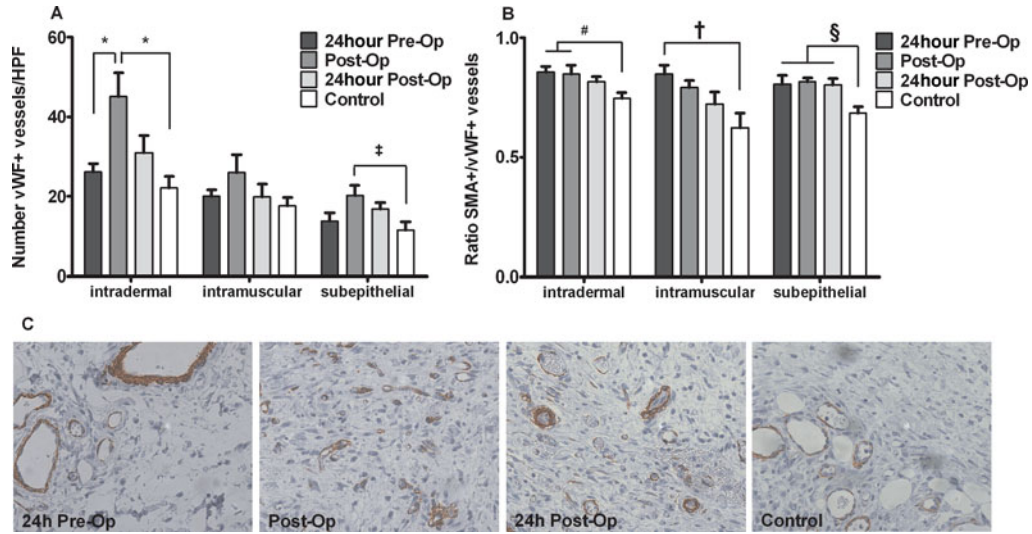 A
Number vWF+ vessels/HPF
60
40
20
0
* *
‡
24hour Pre-Op
Post-Op
24hour Post-Op
Control
intradermal intramuscular subepithelial
B
Ratio SMA+/vWF+ vessels
1.0
0.5
0.0
# † §
24hour Pre-Op
Post-Op
24hour Post-Op
Control
intradermal intramuscular subepithelial
C
24h Pre-Op Post-Op 24h Post-Op Control